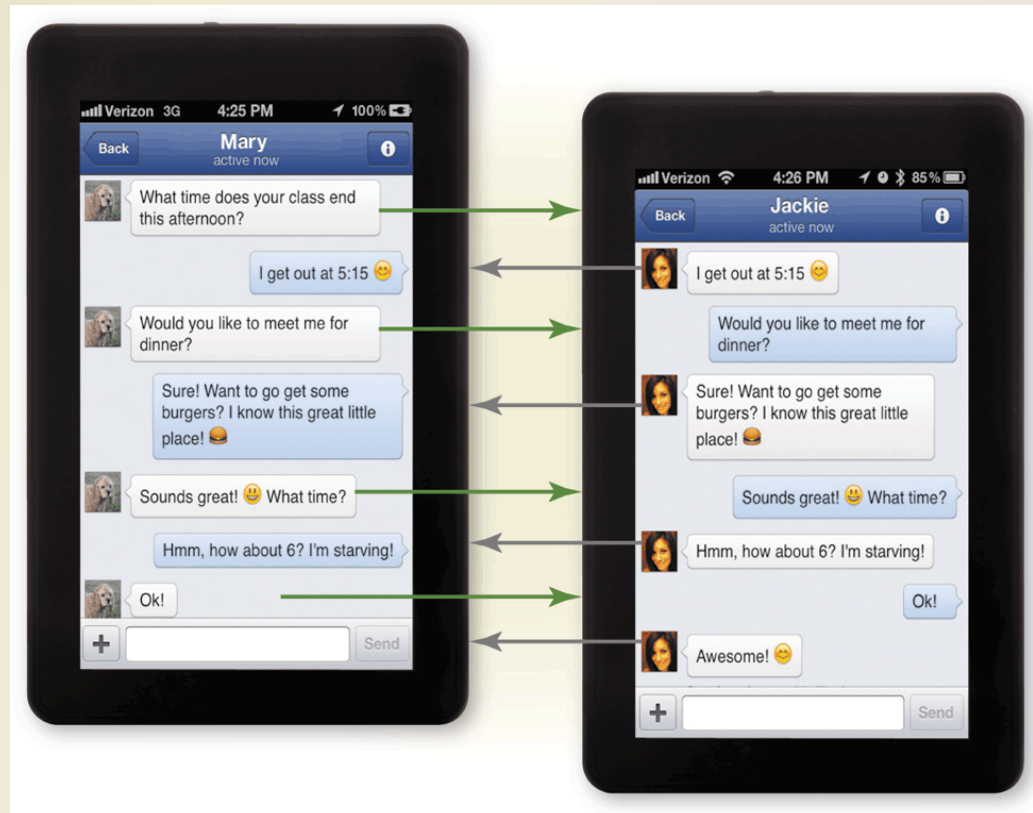 Verizon 3G 4:25 PM 100%
Back
Mary
active now
What time does your class end
this afternoon?
I get out at 5:15 😊
Would you like to meet me for
dinner?
Sure! Want to go get some
burgers? I know this great little
place! 🍔
Sounds great! 😃 What time?
Hmm, how about 6? I'm starving!
Ok!
Send
Verizon 4:26 PM 85%
Back
Jackie
active now
I get out at 5:15 😊
Would you like to meet me for
dinner?
Sure! Want to go get some
burgers? I know this great little
place! 🍔
Sounds great! 😃 What time?
Hmm, how about 6? I'm starving!
Ok!
Awesome! 😊
Send